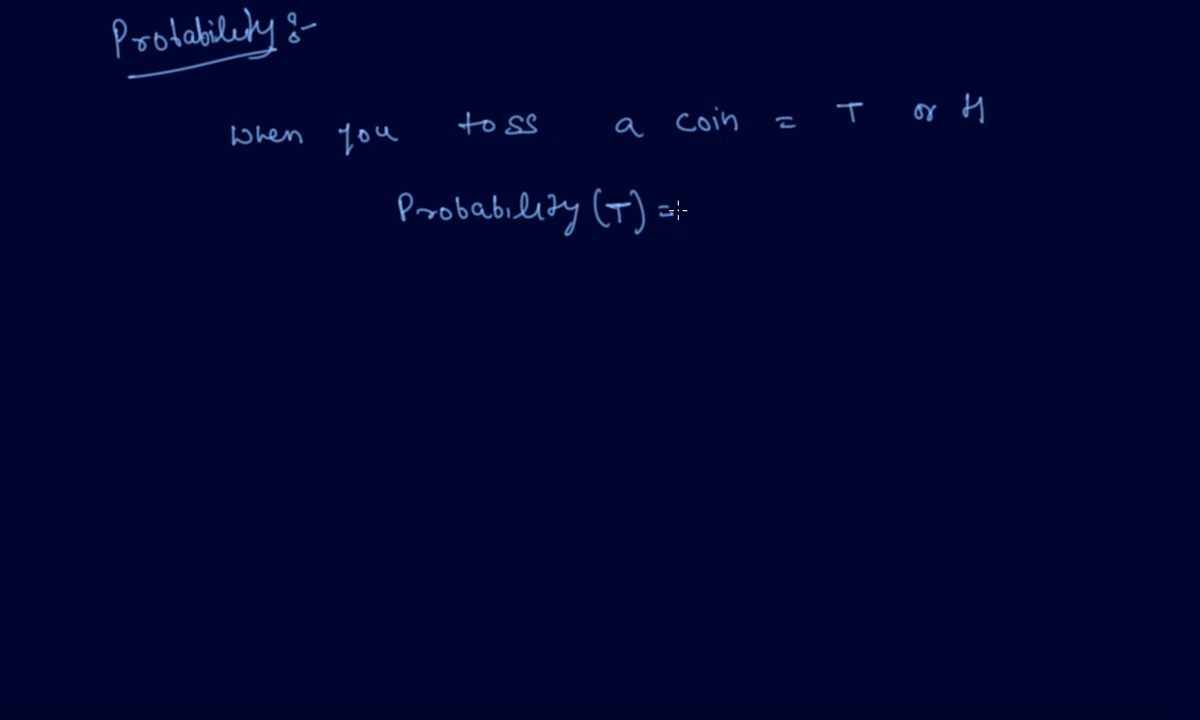 Probability :-
When you toss a coin = T or H
Probability (T) =